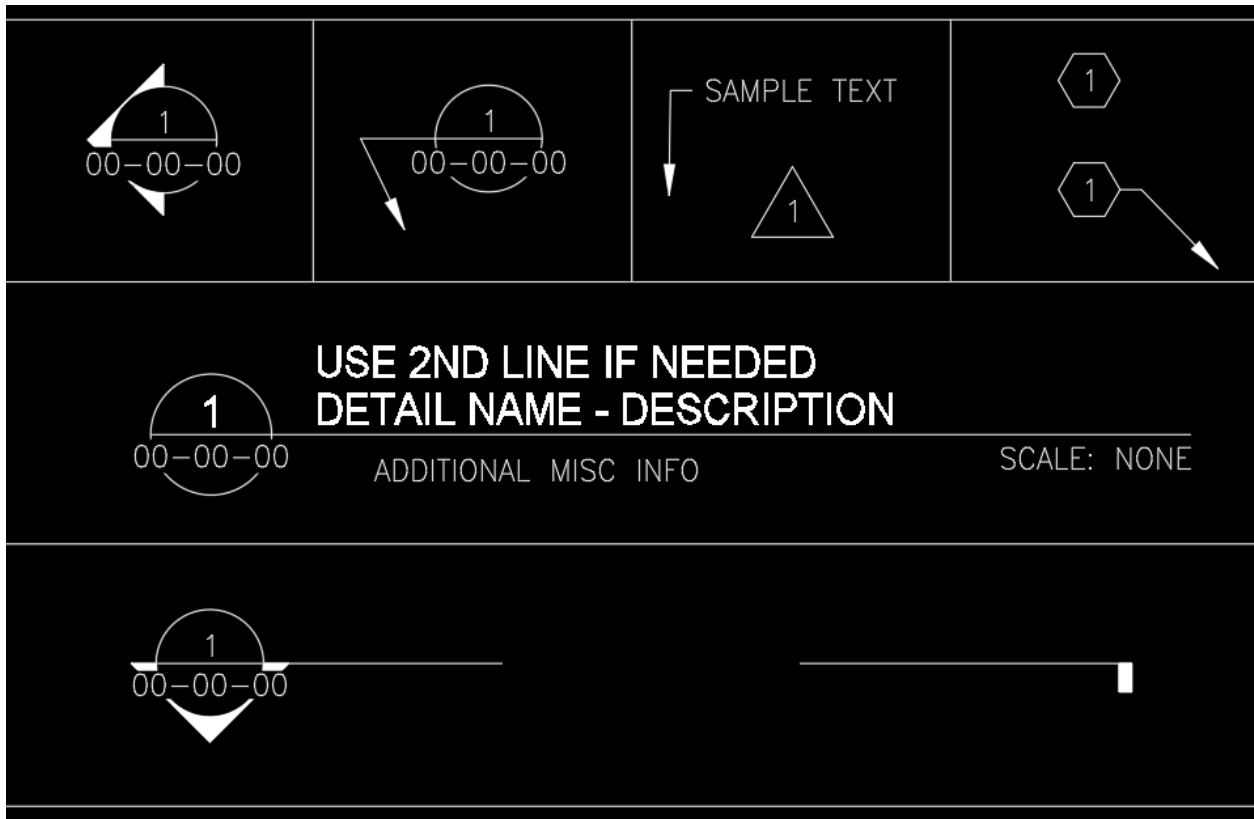 1
00-00-00
1
00-00-00
SAMPLE TEXT
1
1
1
USE 2ND LINE IF NEEDED
1
DETAIL NAME - DESCRIPTION
00-00-00
ADDITIONAL MISC INFO
SCALE: NONE
1
00-00-00